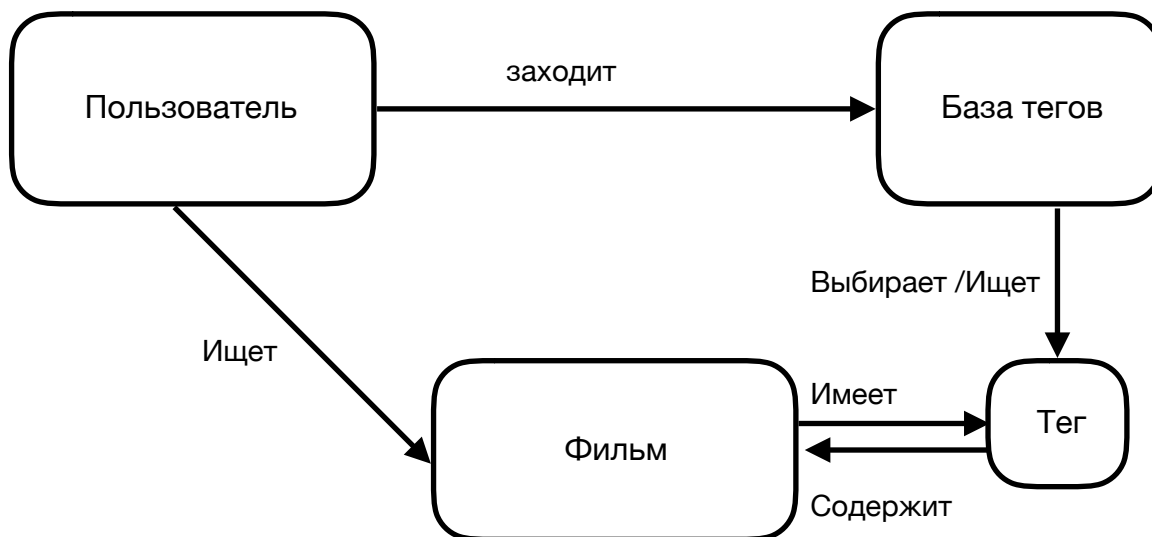 заходит
Пользователь
База тегов
Выбирает /Ищет
Ищет
Имеет
Тег
Фильм
Содержит